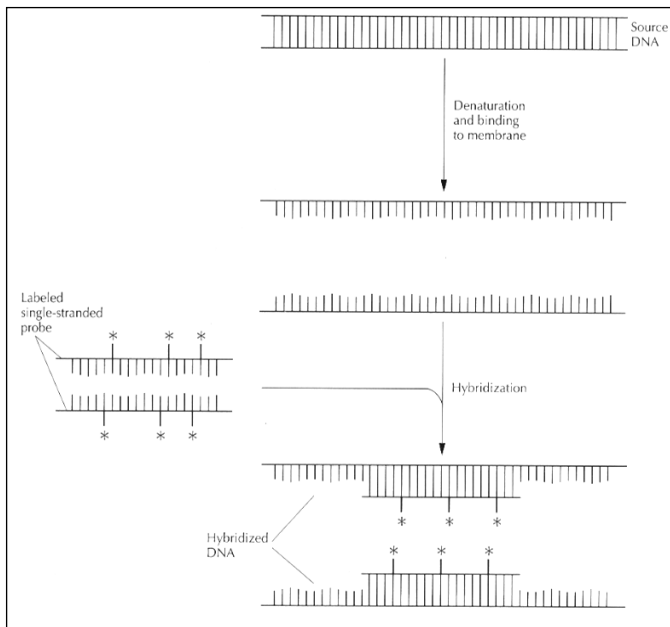 Source
DNA
Denaturation
and binding
to membrane
Labeled
single-stranded
probe
* * *
* * *
Hybridization
* * *
Hybridized
DNA
* * *